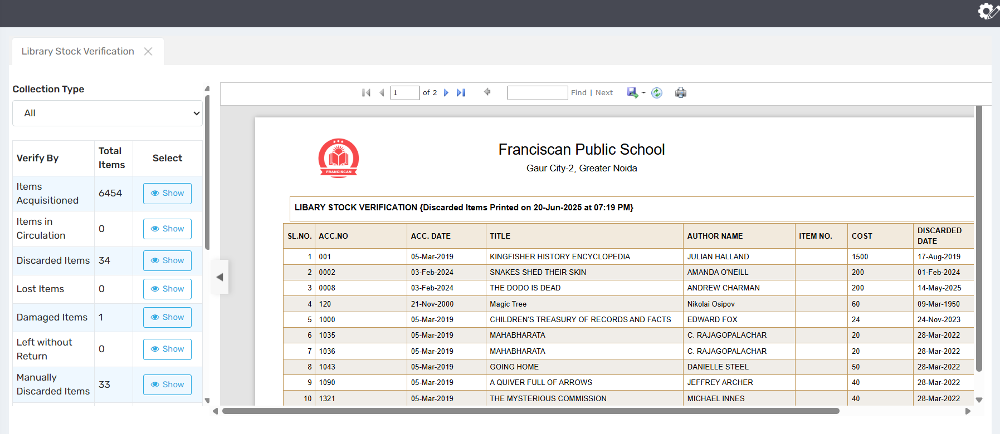 Library Stock Verification
Collection Type
All
Verify By Total Items Select
Items Acquisitioned 6454 Show
Items in Circulation 0 Show
Discarded Items 34 Show
Lost Items 0 Show
Damaged Items 1 Show
Left without Return 0 Show
Manually Discarded Items 33 Show
1 of 2 Find | Next
FRANCISCAN
Franciscan Public School
Gaur City-2, Greater Noida
LIBARY STOCK VERIFICATION {Discarded Items Printed on 20-Jun-2025 at 07:19 PM}
SL.NO. ACC.NO ACC. DATE TITLE AUTHOR NAME ITEM NO. COST DISCARDED DATE
1 001 05-Mar-2019 KINGFISHER HISTORY ENCYCLOPEDIA JULIAN HALLAND 1500 17-Aug-2019
2 0002 03-Feb-2024 SNAKES SHED THEIR SKIN AMANDA O'NEILL 200 01-Feb-2024
3 0008 03-Feb-2024 THE DODO IS DEAD ANDREW CHARMAN 200 14-May-2025
4 120 21-Nov-2000 Magic Tree Nikolai Osipov 60 09-Mar-1950
5 1000 05-Mar-2019 CHILDREN'S TREASURY OF RECORDS AND FACTS EDWARD FOX 24 24-Nov-2023
6 1035 05-Mar-2019 MAHABHARATA C. RAJAGOPALACHAR 20 28-Mar-2022
7 1036 05-Mar-2019 MAHABHARATA C. RAJAGOPALACHAR 20 28-Mar-2022
8 1043 05-Mar-2019 GOING HOME DANIELLE STEEL 50 28-Mar-2022
9 1090 05-Mar-2019 A QUIVER FULL OF ARROWS JEFFREY ARCHER 40 28-Mar-2022
10 1321 05-Mar-2019 THE MYSTERIOUS COMMISSION MICHAEL INNES 40 28-Mar-2022